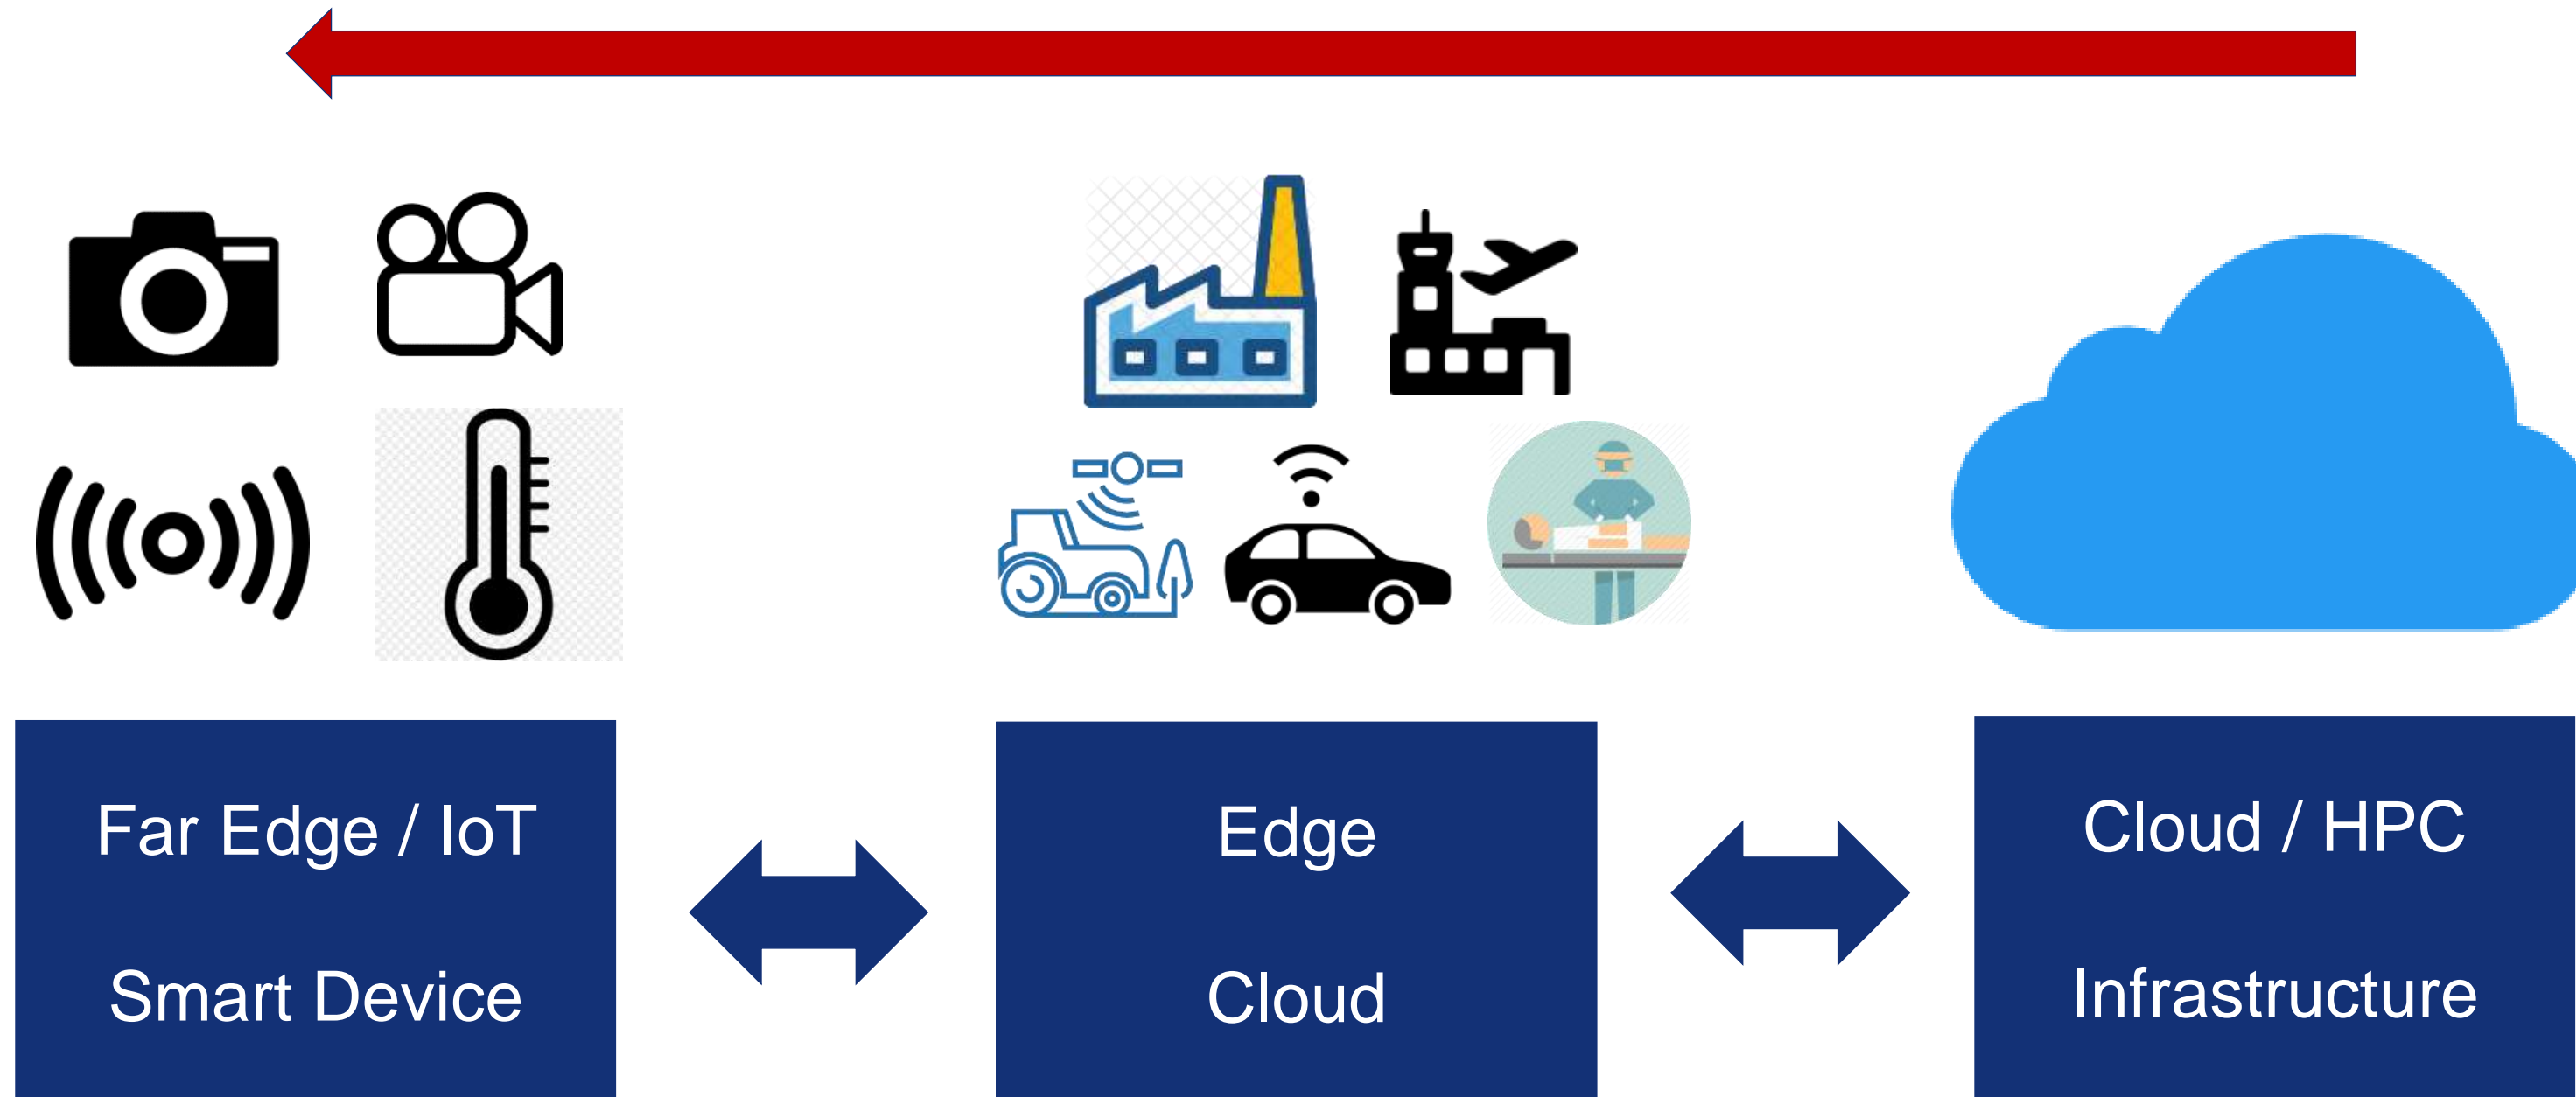 Far Edge / IoT
Smart Device
Edge
Cloud
Cloud / HPC
Infrastructure